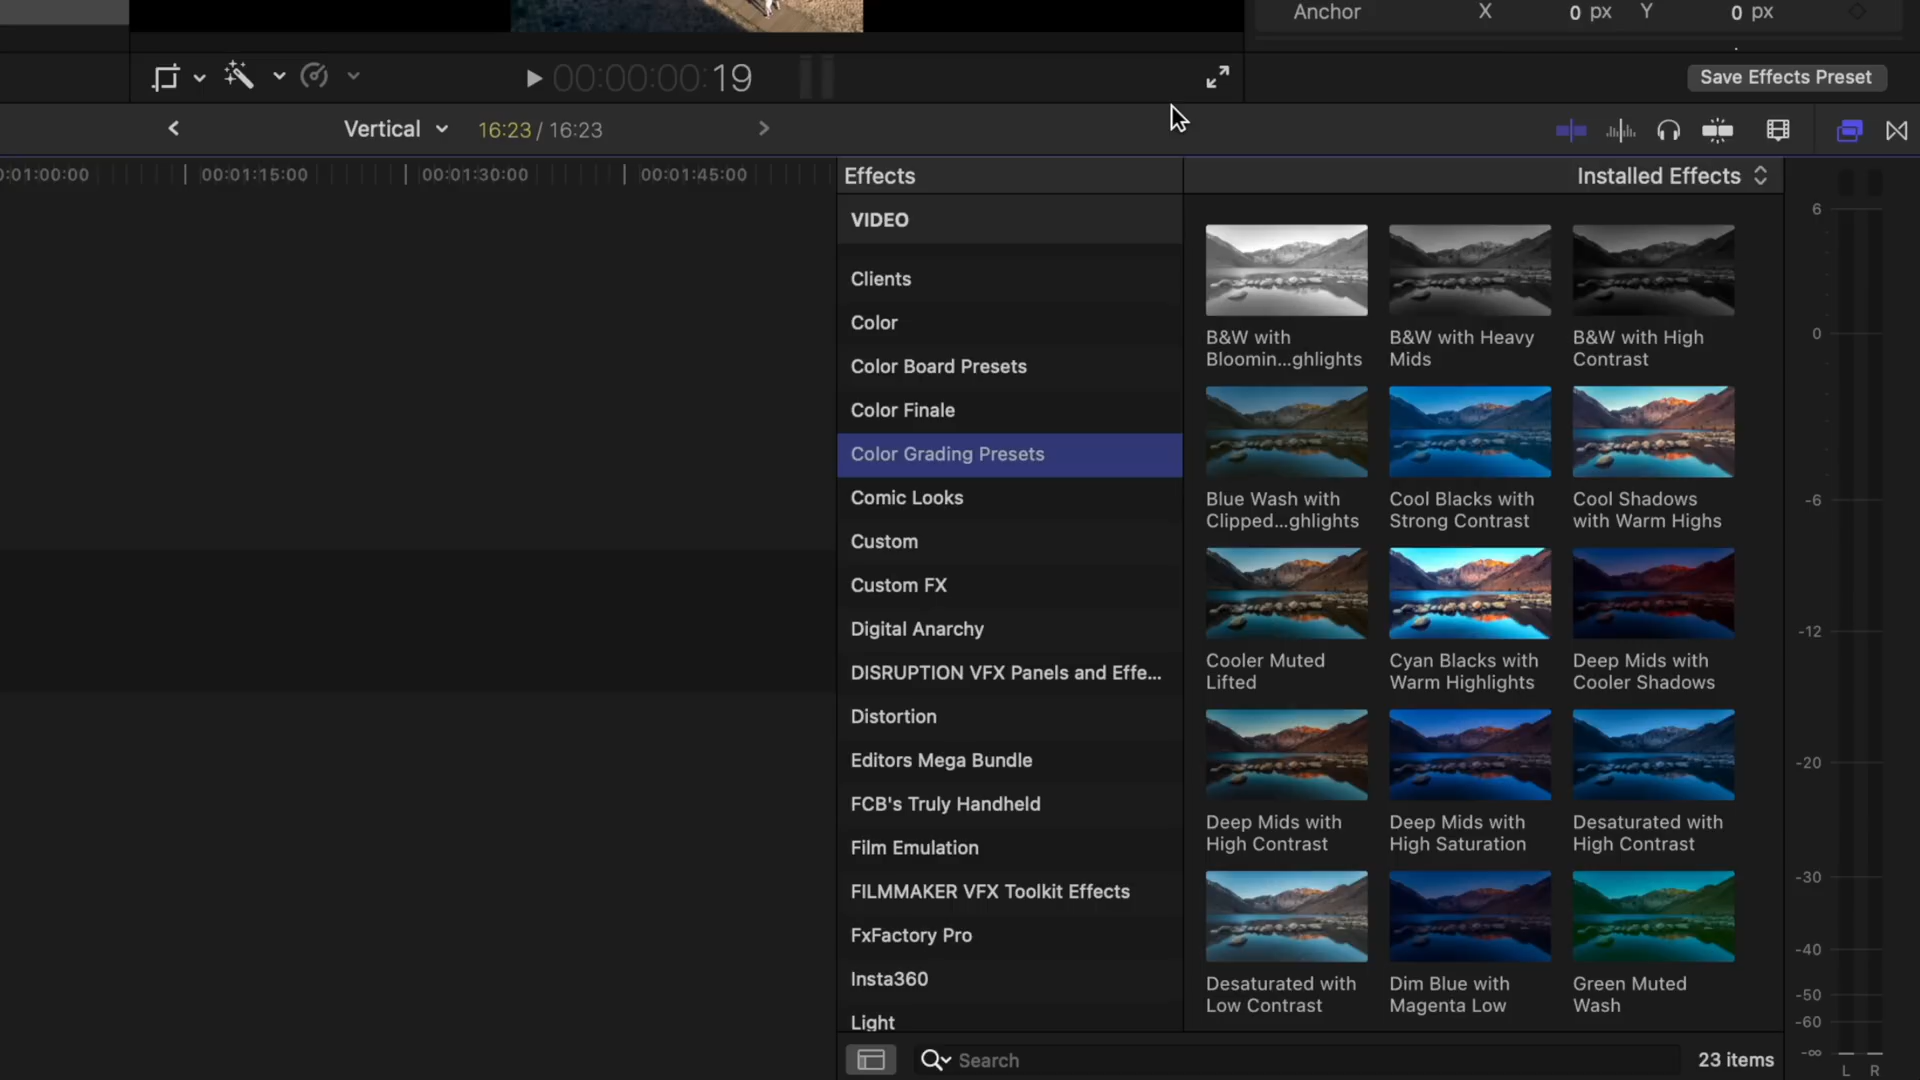 Anchor X 0 px Y 0 px
00:00:00:19
Save Effects Preset
Vertical 16:23 / 16:23
0:01:00:00 00:01:15:00 00:01:30:00 00:01:45:00
Effects
Installed Effects
VIDEO
Clients
Color
Color Board Presets
Color Finale
Color Grading Presets
Comic Looks
Custom
Custom FX
Digital Anarchy
DISRUPTION VFX Panels and Effe...
Distortion
Editors Mega Bundle
FCB's Truly Handheld
Film Emulation
FILMMAKER VFX Toolkit Effects
FxFactory Pro
Insta360
Light
B&W with
Bloomin...ghlights
B&W with Heavy
Mids
B&W with High
Contrast
Blue Wash with
Clipped...ghlights
Cool Blacks with
Strong Contrast
Cool Shadows
with Warm Highs
Cooler Muted
Lifted
Cyan Blacks with
Warm Highlights
Deep Mids with
Cooler Shadows
Deep Mids with
High Contrast
Deep Mids with
High Saturation
Desaturated with
High Contrast
Desaturated with
Low Contrast
Dim Blue with
Magenta Low
Green Muted
Wash
Search
23 items
6
0
-6
-12
-20
-30
-40
-50
-60
-∞
L R